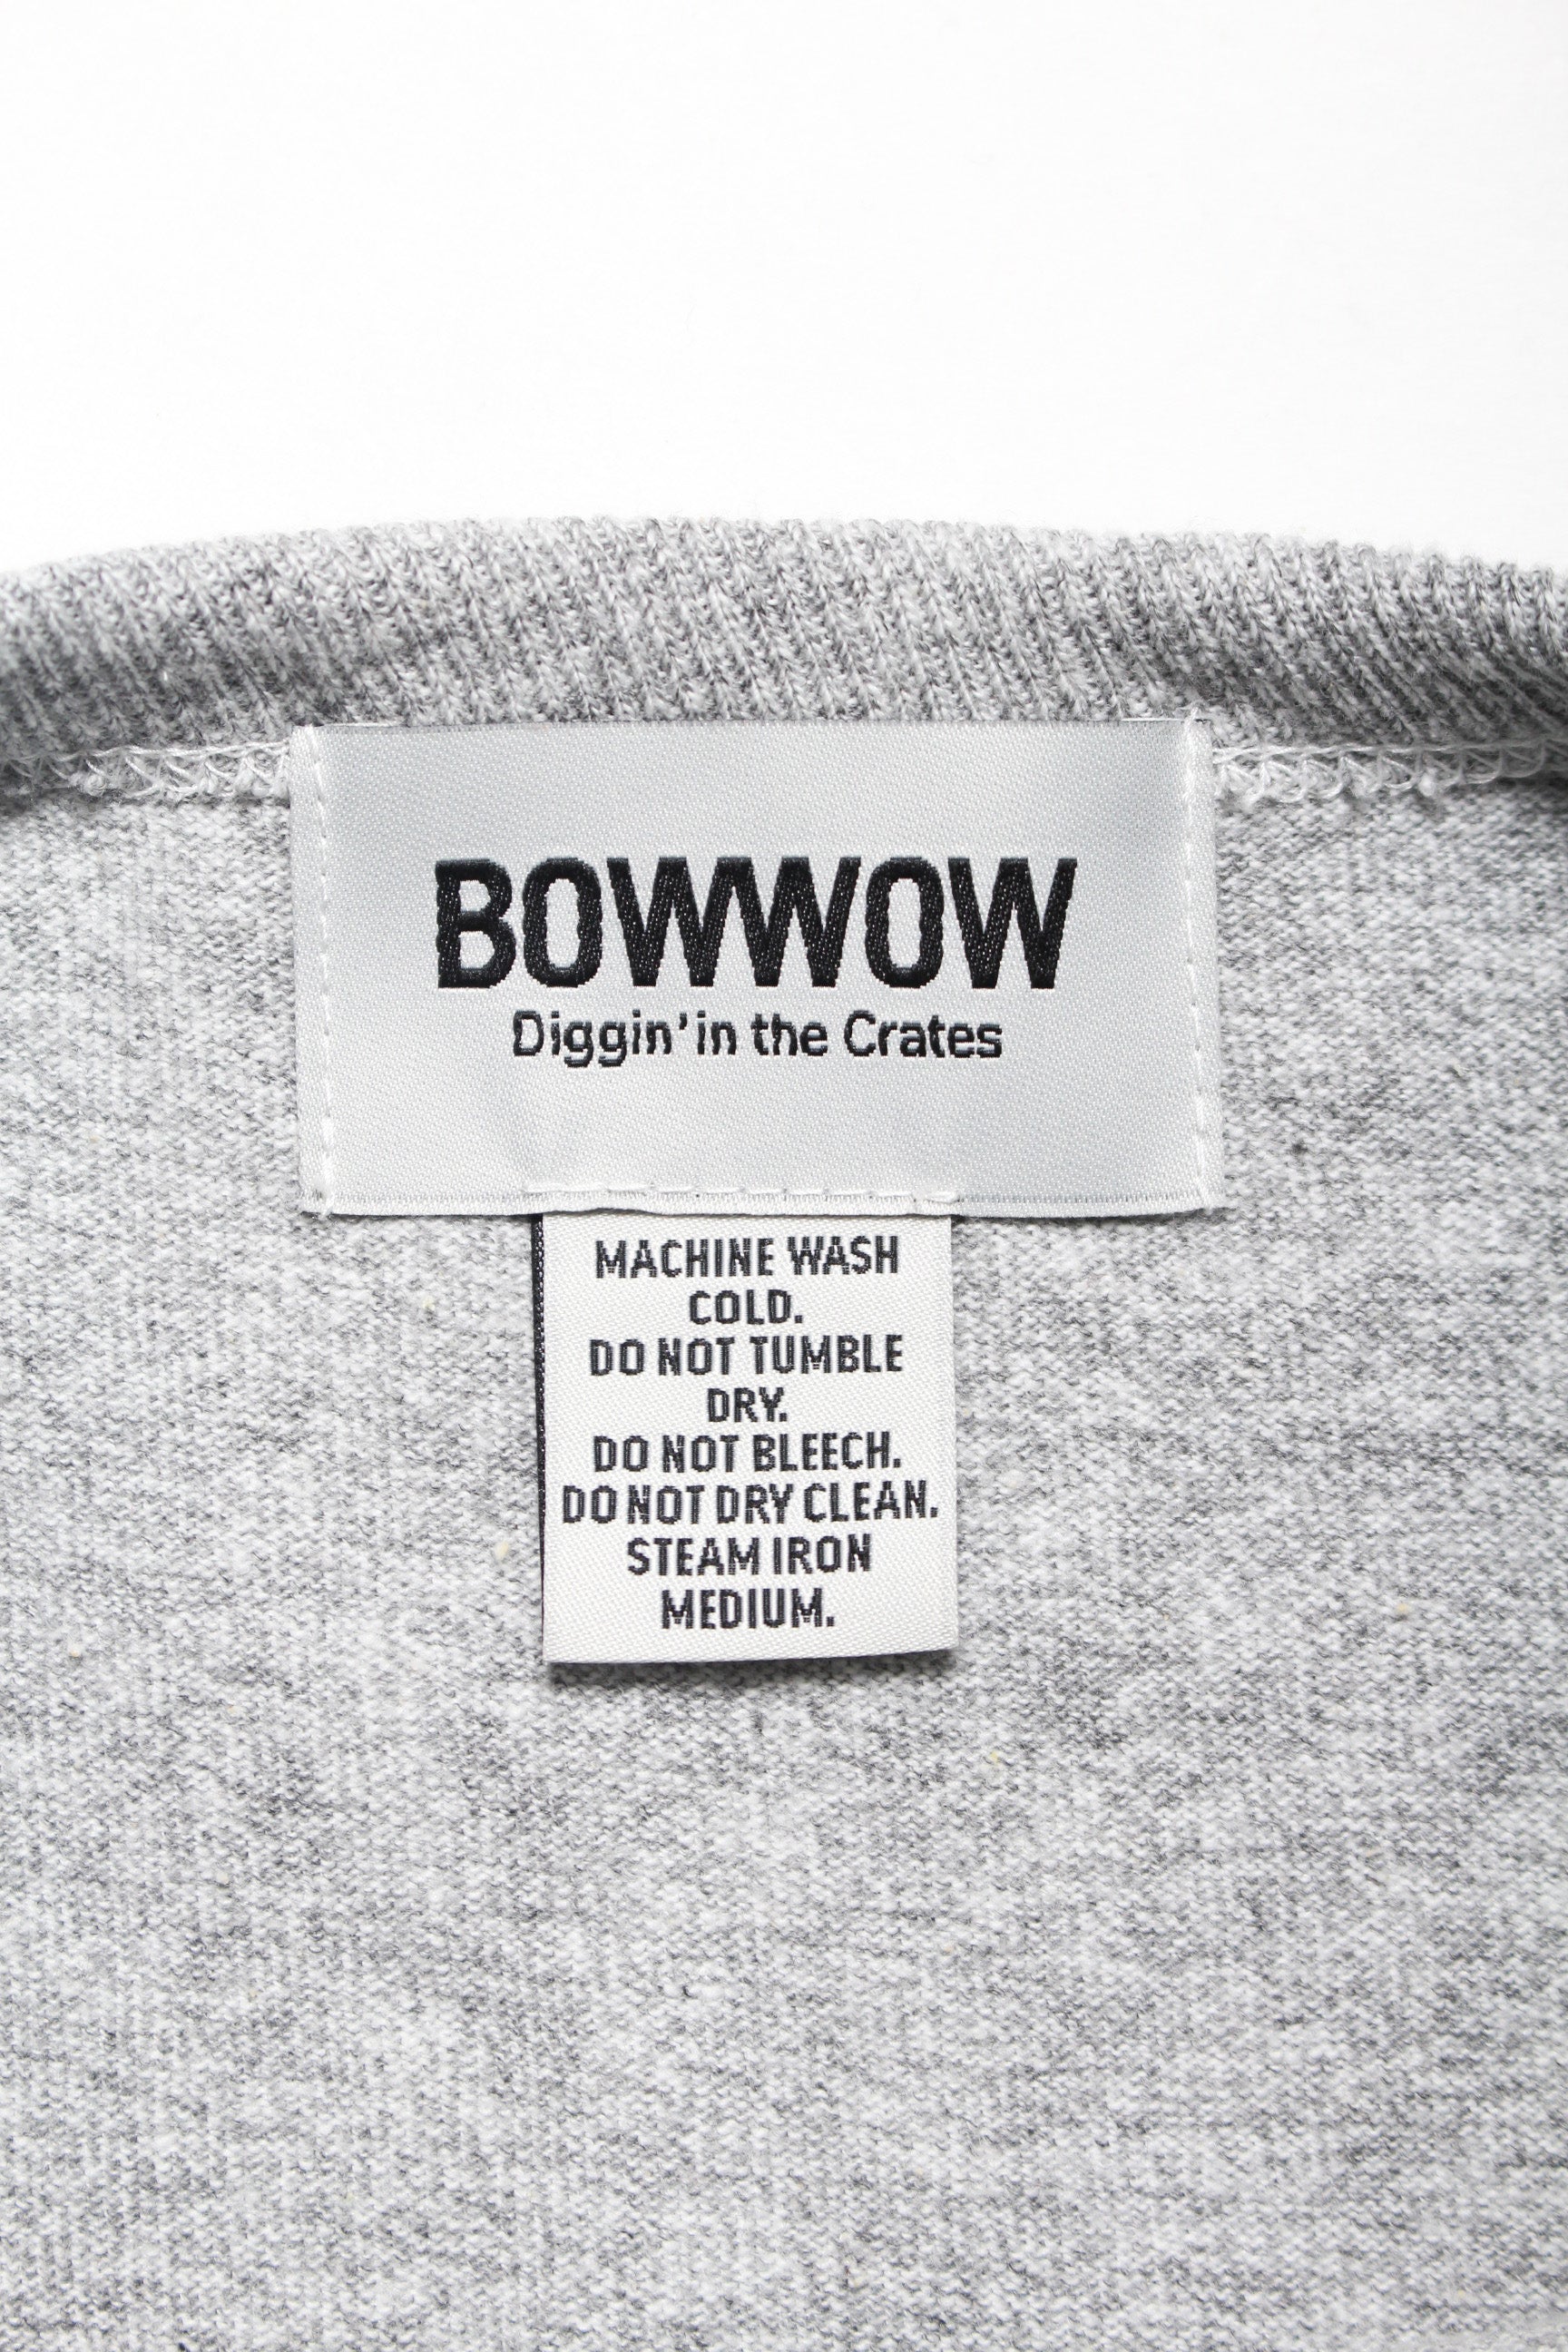 BOWWOW
Diggin' in the Crates
MACHINE WASH
COLD.
DO NOT TUMBLE
DRY.
DO NOT BLEECH.
DO NOT DRY CLEAN.
STEAM IRON
MEDIUM.